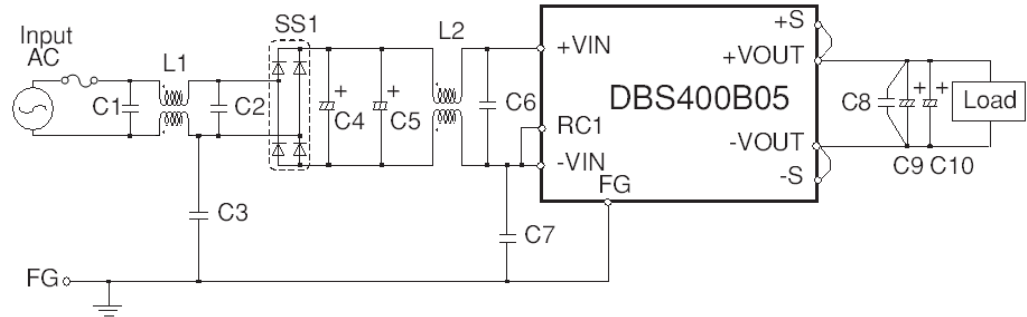 Input
AC
L1
C1
C2
C3
SS1
+
C4
+
C5
L2
C6
C7
+VIN
RC1
-VIN
FG
DBS400B05
+S
+VOUT
-VOUT
-S
C8
+
+
C9 C10
Load
FG